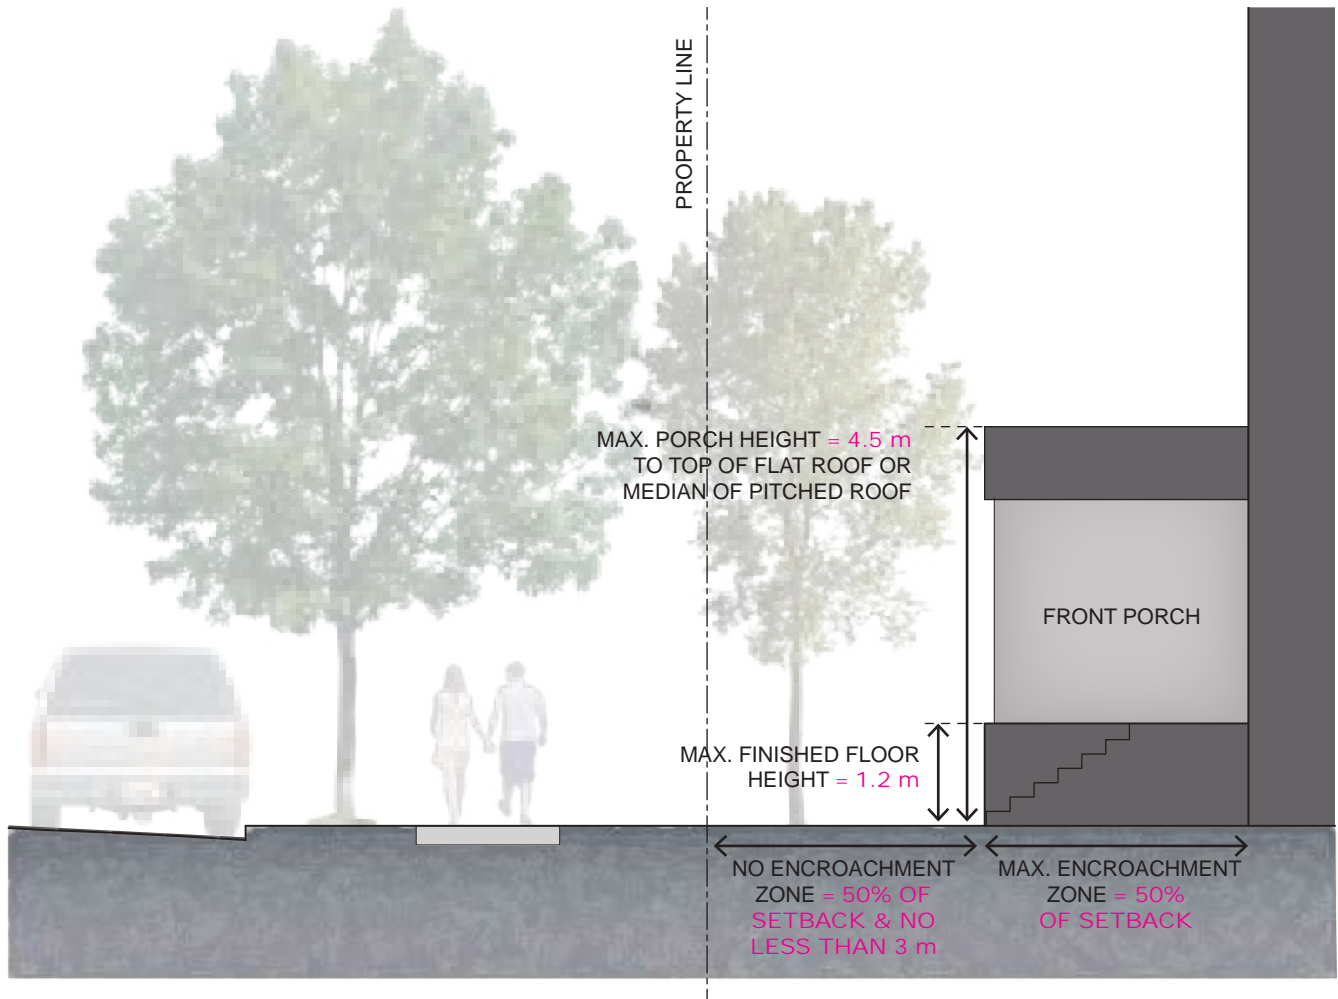 PROPERTY LINE
MAX. PORCH HEIGHT = 4.5 m
TO TOP OF FLAT ROOF OR
MEDIAN OF PITCHED ROOF
FRONT PORCH
MAX. FINISHED FLOOR
HEIGHT = 1.2 m
NO ENCROACHMENT
ZONE = 50% OF
SETBACK & NO
LESS THAN 3 m
MAX. ENCROACHMENT
ZONE = 50%
OF SETBACK